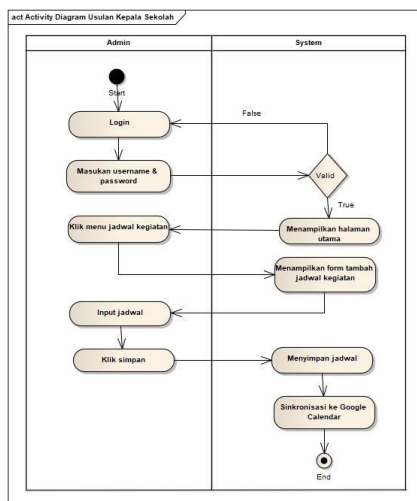 act Activity Diagram Usulan Kepala Sekolah
Admin
System
Start
Login
False
Masukan username &
password
Valid
True
Klik menu jadwal kegiatan
Menampilkan halaman
utama
Menampilkan form tambah
jadwal kegiatan
Input jadwal
Klik simpan
Menyimpan jadwal
Sinkronisasi ke Google
Calendar
End